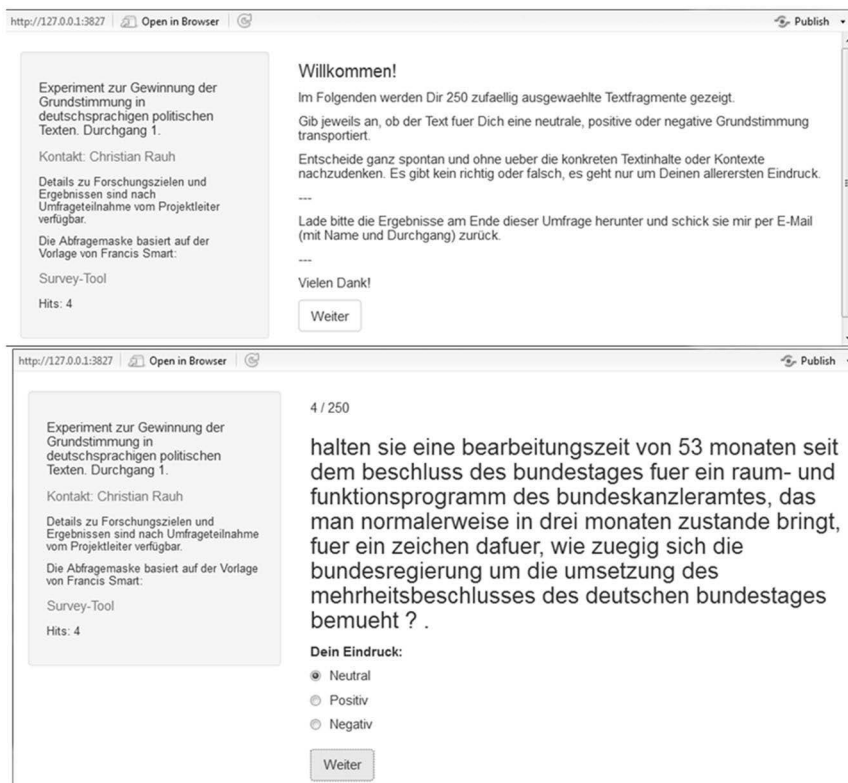 http://127.0.0.1:3827 Open in Browser Publish
Experiment zur Gewinnung der
Grundstimmung in
deutschsprachigen politischen
Texten. Durchgang 1.
Kontakt: Christian Rauh
Details zu Forschungszielen und
Ergebnissen sind nach
Umfrageteilnahme vom Projektleiter
verfügbar.
Die Abfragemaske basiert auf der
Vorlage von Francis Smart:
Survey-Tool
Hits: 4
Willkommen!
Im Folgenden werden Dir 250 zufaellig ausgewaehlte Textfragmente gezeigt.
Gib jeweils an, ob der Text fuer Dich eine neutrale, positive oder negative Grundstimmung
transportiert.
Entscheide ganz spontan und ohne ueber die konkreten Textinhalte oder Kontexte
nachzudenken. Es gibt kein richtig oder falsch, es geht nur um Deinen allerersten Eindruck.
---
Lade bitte die Ergebnisse am Ende dieser Umfrage herunter und schick sie mir per E-Mail
(mit Name und Durchgang) zurück.
---
Vielen Dank!
Weiter
http://127.0.0.1:3827 Open in Browser Publish
Experiment zur Gewinnung der
Grundstimmung in
deutschsprachigen politischen
Texten. Durchgang 1.
Kontakt: Christian Rauh
Details zu Forschungszielen und
Ergebnissen sind nach Umfrageteilnahme
vom Projektleiter verfügbar.
Die Abfragemaske basiert auf der Vorlage
von Francis Smart:
Survey-Tool
Hits: 4
4 / 250
halten sie eine bearbeitungszeit von 53 monaten seit
dem beschluss des bundestages fuer ein raum- und
funktionsprogramm des bundeskanzleramtes, das
man normalerweise in drei monaten zustande bringt,
fuer ein zeichen dafuer, wie zuegig sich die
bundesregierung um die umsetzung des
mehrheitsbeschlusses des deutschen bundestages
bemueht ? .
Dein Eindruck:
Neutral
Positiv
Negativ
Weiter